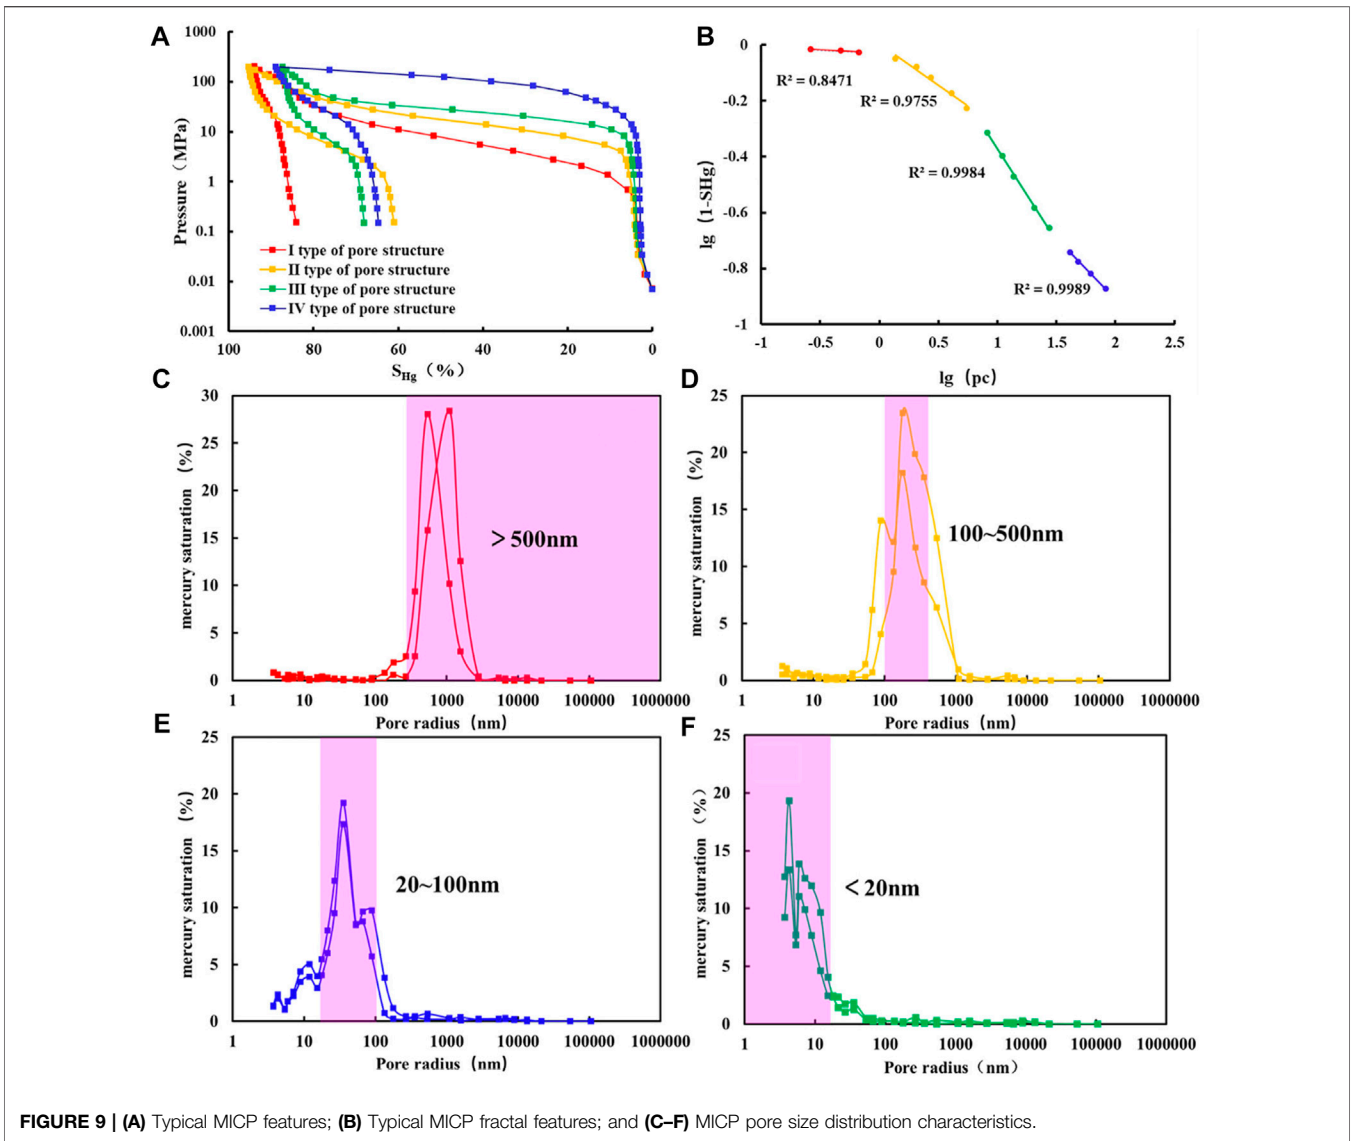 A
1000
100
10
1
0.1
0.01
0.001
Pressure（MPa）
I type of pore structure
II type of pore structure
III type of pore structure
IV type of pore structure
100
80
60
40
20
0
SHg（%）
B
0
-0.2
-0.4
-0.6
-0.8
-1
lg（1-SHg）
R² = 0.8471
R² = 0.9755
R² = 0.9984
R² = 0.9989
-1
-0.5
0
0.5
1
1.5
2
2.5
lg（pc）
C
30
25
20
15
10
5
0
mercury saturation（%）
＞500nm
1
10
100
1000
10000
100000
1000000
Pore radius（nm）
D
25
20
15
10
5
0
mercury saturation（%）
100~500nm
1
10
100
1000
10000
100000
1000000
Pore radius（nm）
E
25
20
15
10
5
0
mercury saturation（%）
20~100nm
1
10
100
1000
10000
100000
1000000
Pore radius（nm）
F
25
20
15
10
5
0
mercury saturation（%）
＜20nm
1
10
100
1000
10000
100000
1000000
Pore radius（nm）
FIGURE 9 | (A) Typical MICP features; (B) Typical MICP fractal features; and (C–F) MICP pore size distribution characteristics.